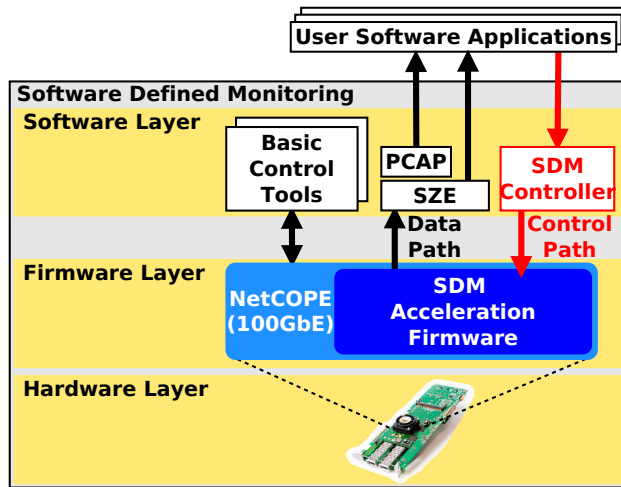 User Software Applications
Software Defined Monitoring
Software Layer
Basic
Control
Tools
PCAP
SZE
SDM
Controller
Data
Path
Control
Path
Firmware Layer
NetCOPE
(100GbE)
SDM
Acceleration
Firmware
Hardware Layer